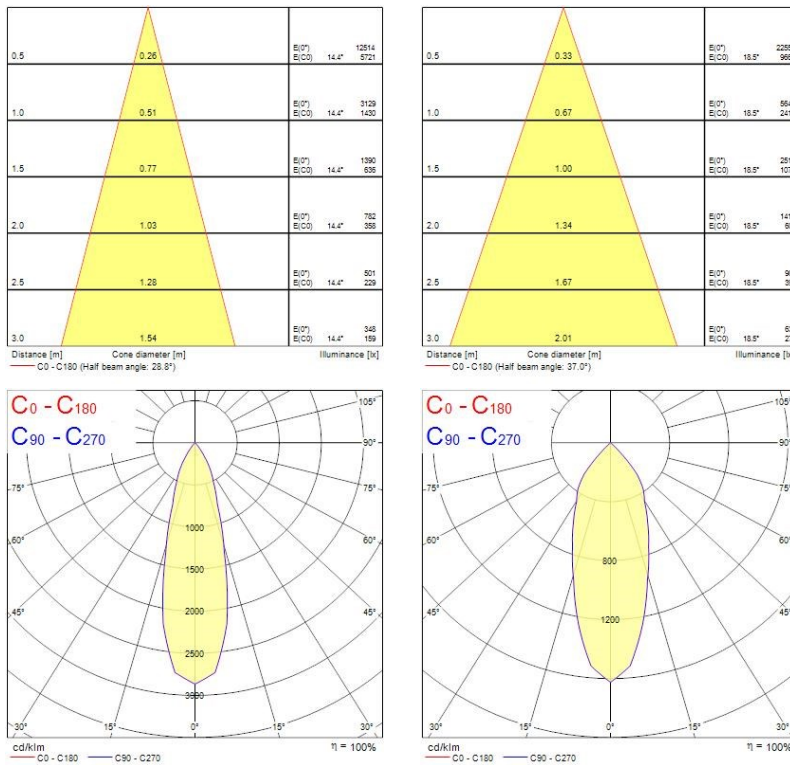 E(0°) 12514
0.5 0.26 E(C0) 14.4° 5721
E(0°) 3129
1.0 0.51 E(C0) 14.4° 1430
E(0°) 1390
1.5 0.77 E(C0) 14.4° 636
E(0°) 782
2.0 1.03 E(C0) 14.4° 358
E(0°) 501
2.5 1.28 E(C0) 14.4° 229
E(0°) 348
3.0 1.54 E(C0) 14.4° 159
Distance [m] Cone diameter [m] Illuminance [lx]
C0 - C180 (Half beam angle: 28.8°)
E(0°)
0.5 0.33 E(C0) 18.5°
E(0°)
1.0 0.67 E(C0) 18.5°
E(0°)
1.5 1.00 E(C0) 18.5°
E(0°)
2.0 1.34 E(C0) 18.5°
E(0°)
2.5 1.67 E(C0) 18.5°
E(0°)
3.0 2.01 E(C0) 18.5°
Distance [m] Cone diameter [m] Illuminance [lx]
C0 - C180 (Half beam angle: 37.0°)
C0 - C180
C90 - C270
105°
90°
75° 75°
60° 60°
45° 45°
1000
1500
2000
2500
3000
30° 15° 0° 15° 30°
cd/klm η = 100%
C0 - C180 C90 - C270
C0 - C180
C90 - C270
105°
90°
75° 75°
60° 60°
45° 45°
800
1200
30° 15° 0° 15° 30°
cd/klm η = 100%
C0 - C180 C90 - C270